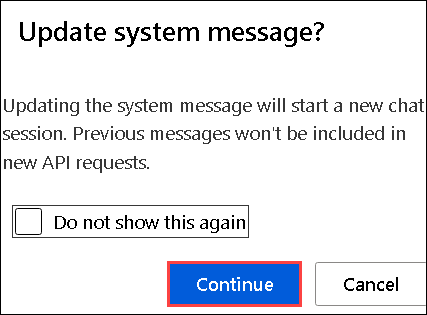 Update system message?
Updating the system message will start a new chat
session. Previous messages won't be included in
new API requests.
Do not show this again
Continue
Cancel